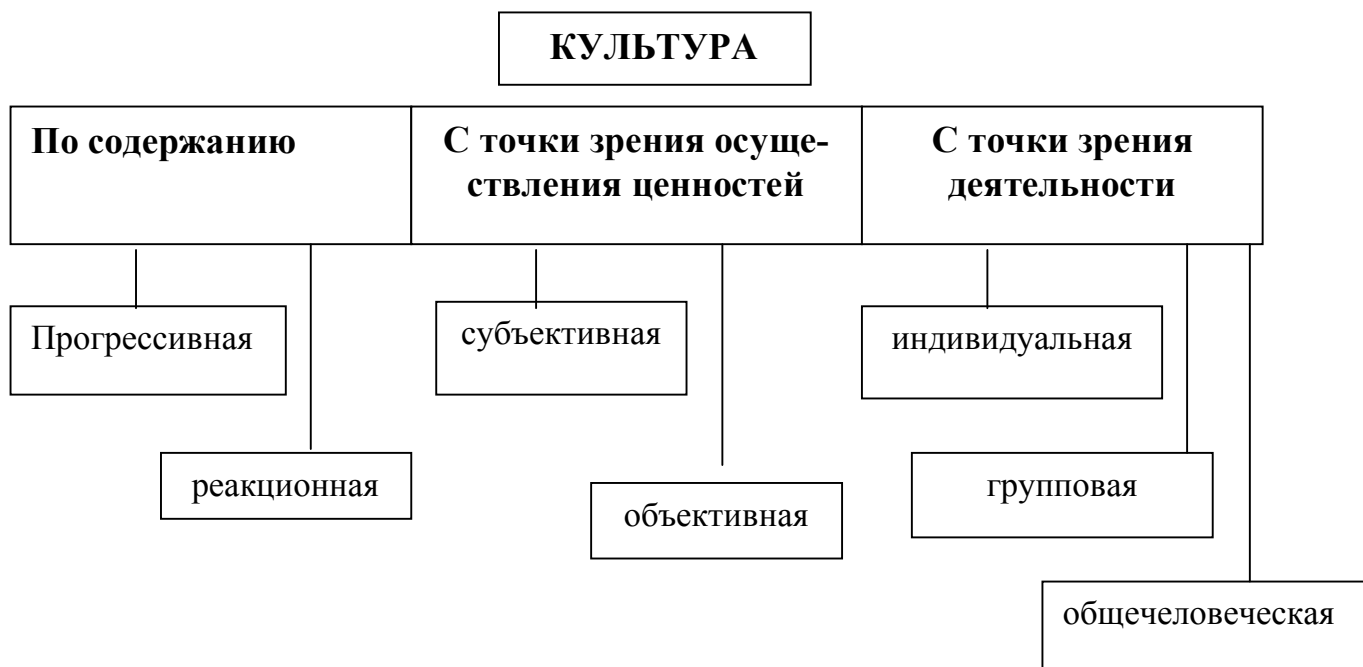 КУЛЬТУРА
По содержанию
С точки зрения осуще-
ствления ценностей
С точки зрения
деятельности
Прогрессивная
субъективная
индивидуальная
реакционная
объективная
групповая
общечеловеческая